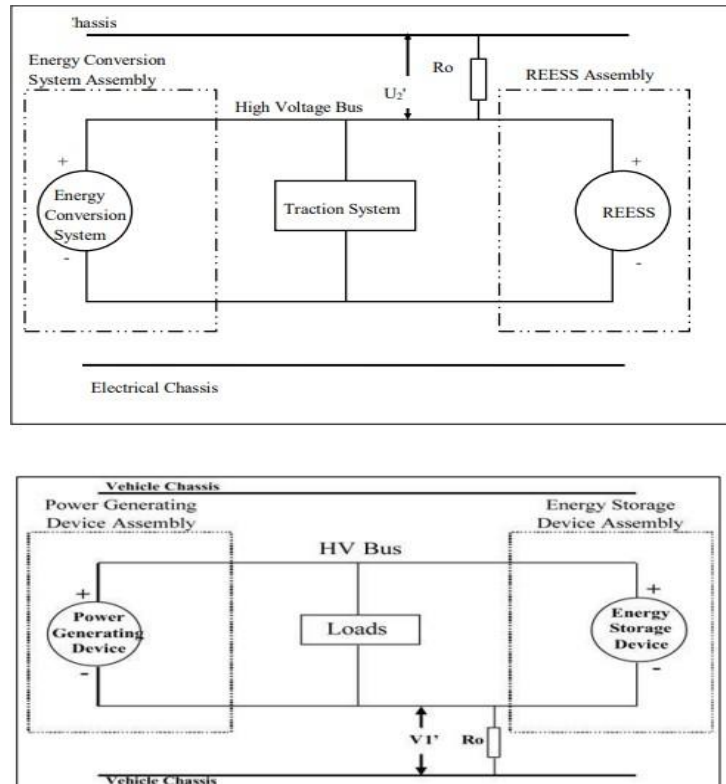 'hassis
Energy Conversion
System Assembly
Ro
REESS Assembly
U₂'
High Voltage Bus
+
+
Energy
Conversion
System
Traction System
REESS
-
-
Electrical Chassis
Vehicle Chassis
Power Generating
Device Assembly
Energy Storage
Device Assembly
HV Bus
+
+
Power
Generating
Device
Loads
Energy
Storage
Device
-
-
V1'
Ro
Vehicle Chassis